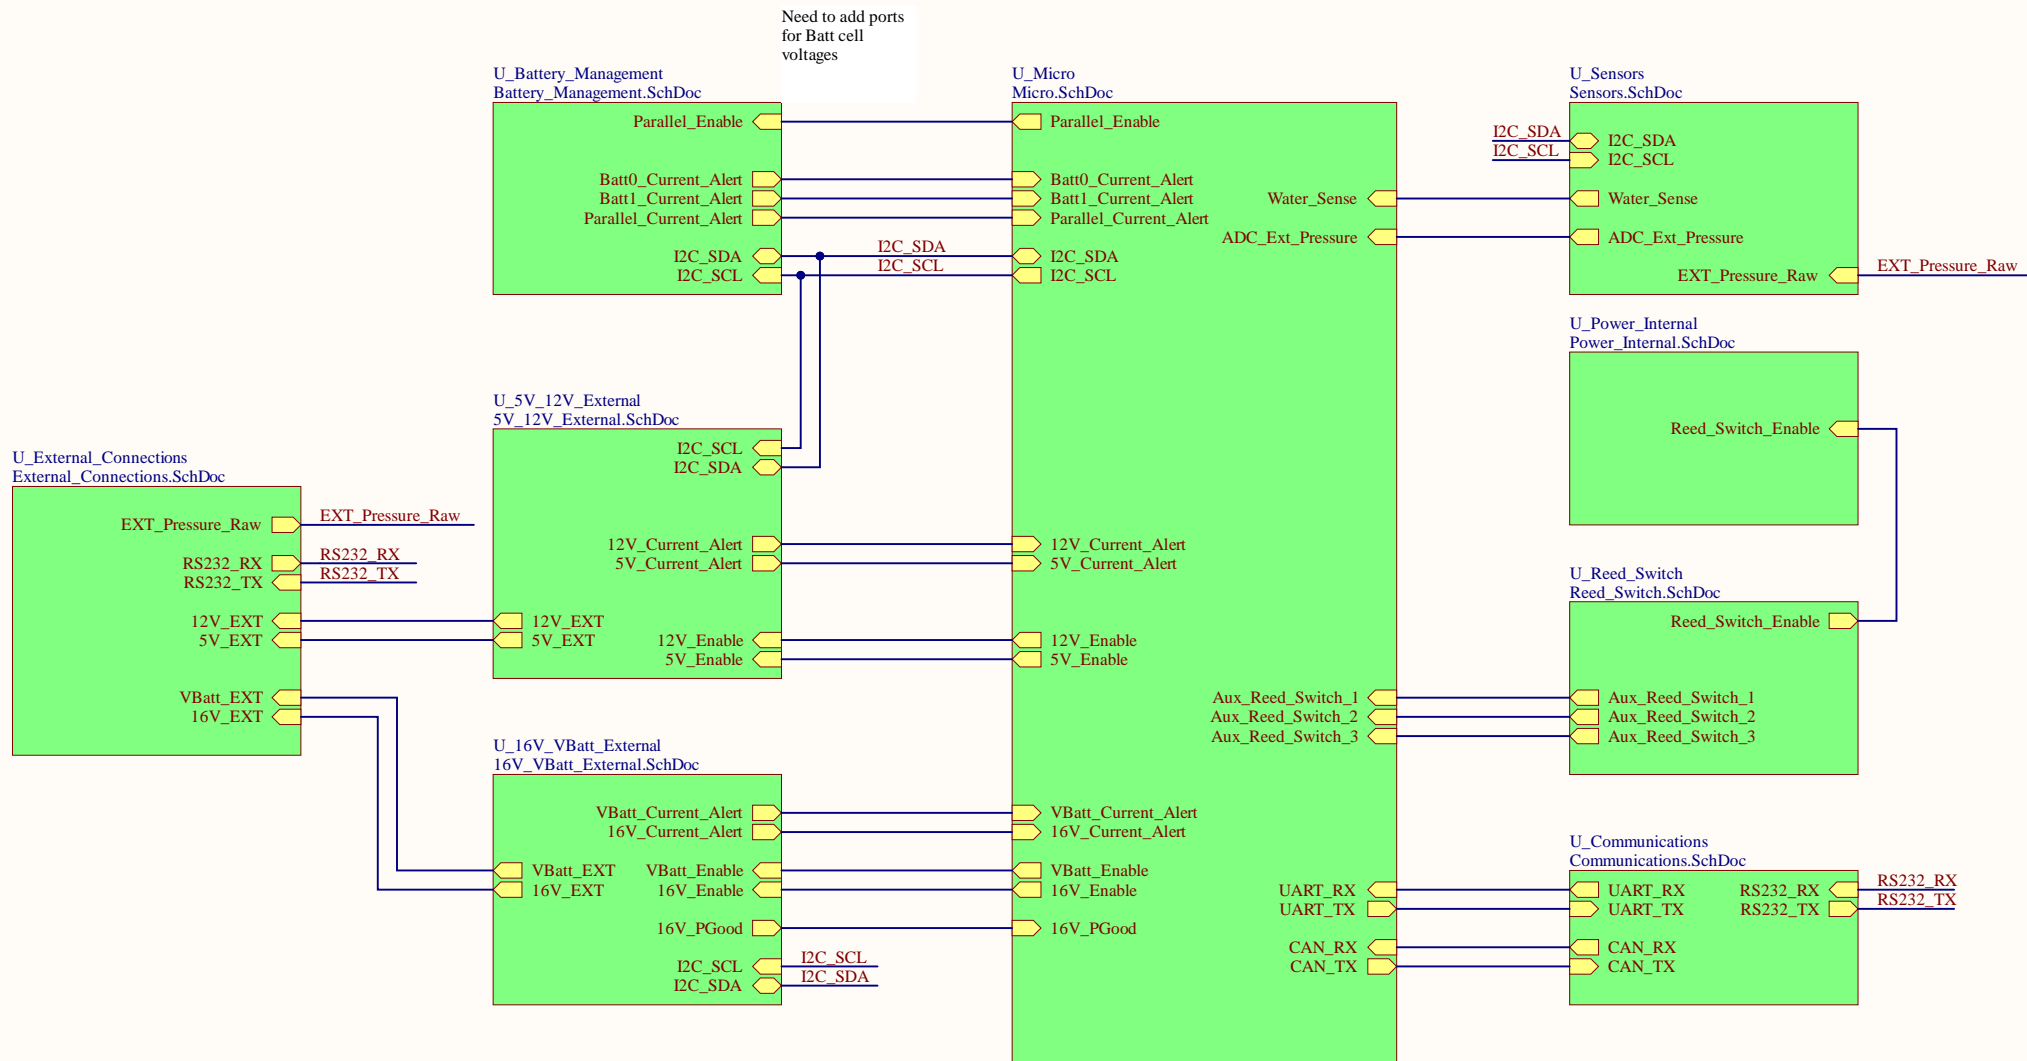 Need to add ports
for Batt cell
voltages
U_Battery_Management
Battery_Management.SchDoc
Parallel_Enable
Batt0_Current_Alert
Batt1_Current_Alert
Parallel_Current_Alert
I2C_SDA
I2C_SCL
I2C_SDA
I2C_SCL
U_Micro
Micro.SchDoc
Parallel_Enable
Batt0_Current_Alert
Batt1_Current_Alert
Parallel_Current_Alert
I2C_SDA
I2C_SCL
12V_Current_Alert
5V_Current_Alert
12V_Enable
5V_Enable
VBatt_Current_Alert
16V_Current_Alert
VBatt_Enable
16V_Enable
16V_PGood
Water_Sense
ADC_Ext_Pressure
Aux_Reed_Switch_1
Aux_Reed_Switch_2
Aux_Reed_Switch_3
UART_RX
UART_TX
CAN_RX
CAN_TX
U_Sensors
Sensors.SchDoc
I2C_SDA
I2C_SCL
I2C_SDA
I2C_SCL
Water_Sense
ADC_Ext_Pressure
EXT_Pressure_Raw
EXT_Pressure_Raw
U_Power_Internal
Power_Internal.SchDoc
Reed_Switch_Enable
U_Reed_Switch
Reed_Switch.SchDoc
Reed_Switch_Enable
Aux_Reed_Switch_1
Aux_Reed_Switch_2
Aux_Reed_Switch_3
U_Communications
Communications.SchDoc
UART_RX
UART_TX
CAN_RX
CAN_TX
RS232_RX
RS232_TX
RS232_RX
RS232_TX
U_5V_12V_External
5V_12V_External.SchDoc
I2C_SCL
I2C_SDA
12V_Current_Alert
5V_Current_Alert
12V_EXT
5V_EXT
12V_Enable
5V_Enable
U_External_Connections
External_Connections.SchDoc
EXT_Pressure_Raw
RS232_RX
RS232_TX
12V_EXT
5V_EXT
VBatt_EXT
16V_EXT
EXT_Pressure_Raw
RS232_RX
RS232_TX
U_16V_VBatt_External
16V_VBatt_External.SchDoc
VBatt_Current_Alert
16V_Current_Alert
VBatt_EXT
16V_EXT
VBatt_Enable
16V_Enable
16V_PGood
I2C_SCL
I2C_SDA
I2C_SCL
I2C_SDA